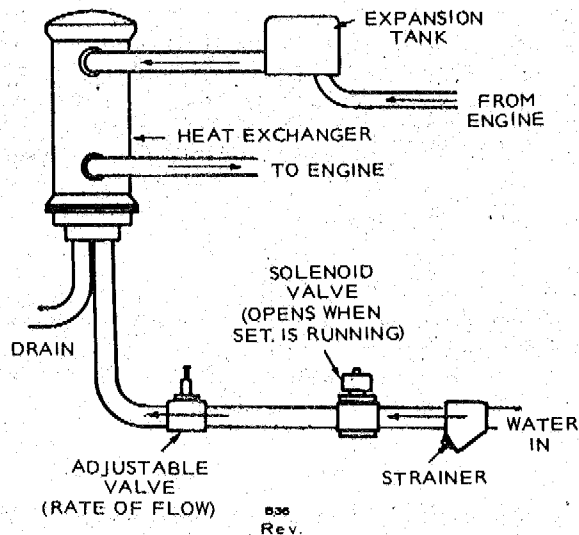 EXPANSION
TANK
FROM
ENGINE
HEAT EXCHANGER
TO ENGINE
SOLENOID
VALVE
(OPENS WHEN
SET. IS RUNNING)
DRAIN
WATER
IN
STRAINER
ADJUSTABLE
VALVE
(RATE OF FLOW)
B36
Rev.